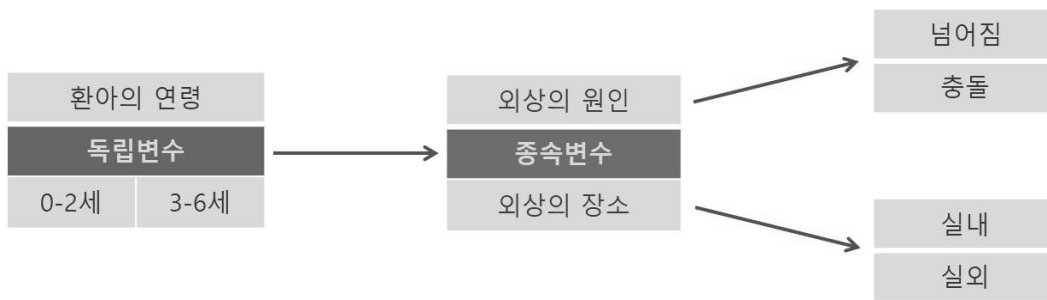 환아의 연령
독립변수
0-2세 3-6세
외상의 원인
종속변수
외상의 장소
넘어짐
충돌
실내
실외